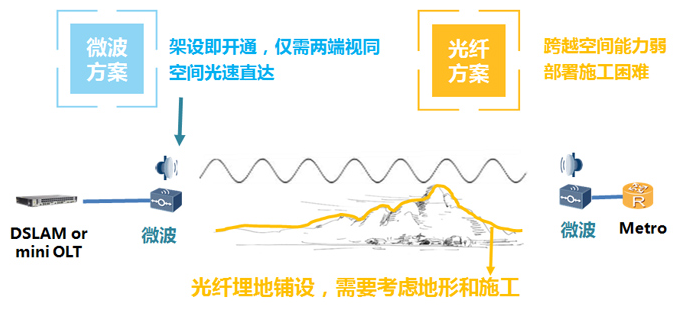 微波
方案
架设即开通，仅需两端视同
空间光速直达
光纤
方案
跨越空间能力弱
部署施工困难
DSLAM or
mini OLT
微波
微波
R
Metro
光纤埋地铺设，需要考虑地形和施工